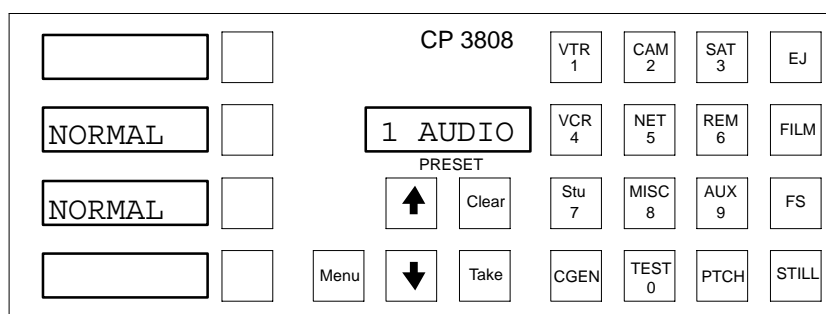 CP 3808
VTR
1
CAM
2
SAT
3
EJ
NORMAL
1 AUDIO
PRESET
VCR
4
NET
5
REM
6
FILM
NORMAL
Clear
Stu
7
MISC
8
AUX
9
FS
Menu
Take
CGEN
TEST
0
PTCH
STILL